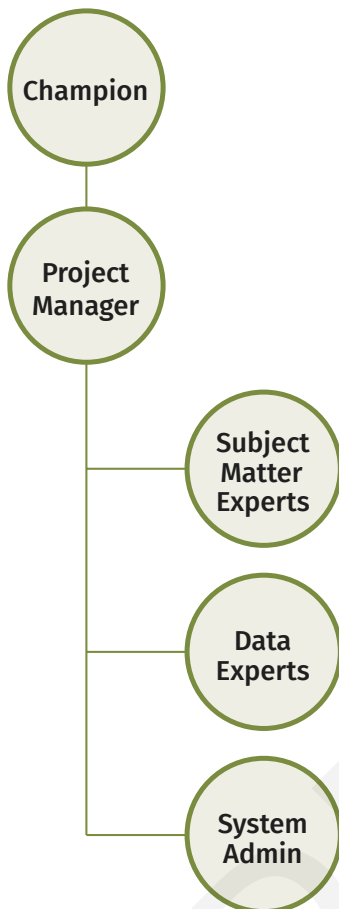 Champion
Project
Manager
Subject
Matter
Experts
Data
Experts
System
Admin